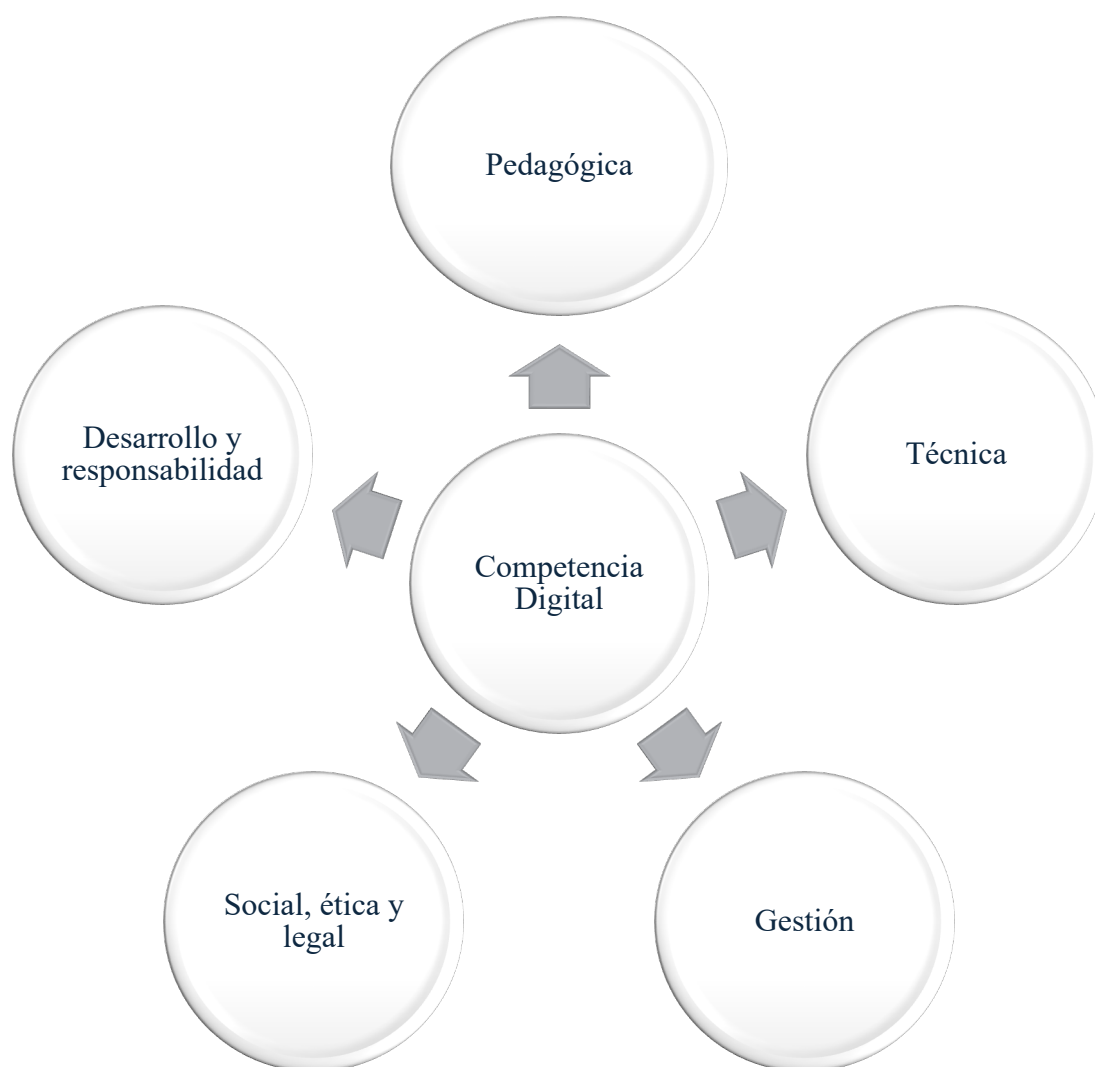 Pedagógica
Desarrollo y
responsabilidad
Técnica
Competencia
Digital
Social, ética y
legal
Gestión